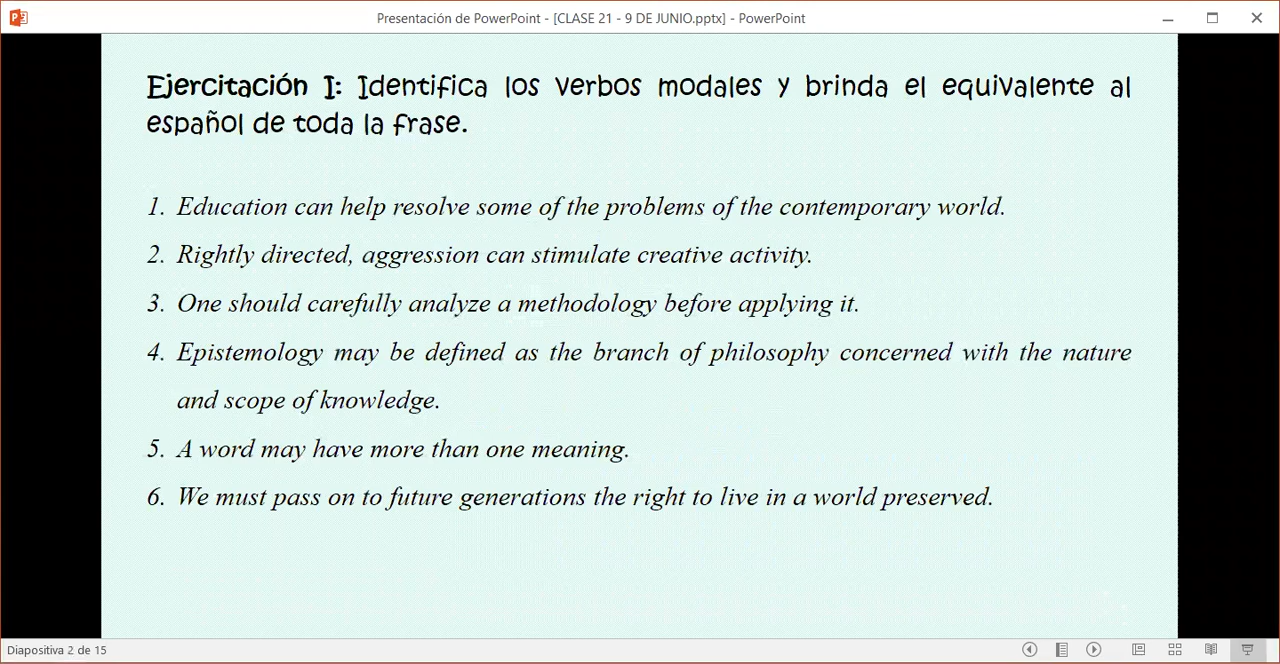 Presentación de PowerPoint - [CLASE 21 - 9 DE JUNIO.pptx] - PowerPoint
Ejercitación I: Identifica los verbos modales y brinda el equivalente al
español de toda la frase.
1. Education can help resolve some of the problems of the contemporary world.
2. Rightly directed, aggression can stimulate creative activity.
3. One should carefully analyze a methodology before applying it.
4. Epistemology may be defined as the branch of philosophy concerned with the nature
and scope of knowledge.
5. A word may have more than one meaning.
6. We must pass on to future generations the right to live in a world preserved.
Diapositiva 2 de 15